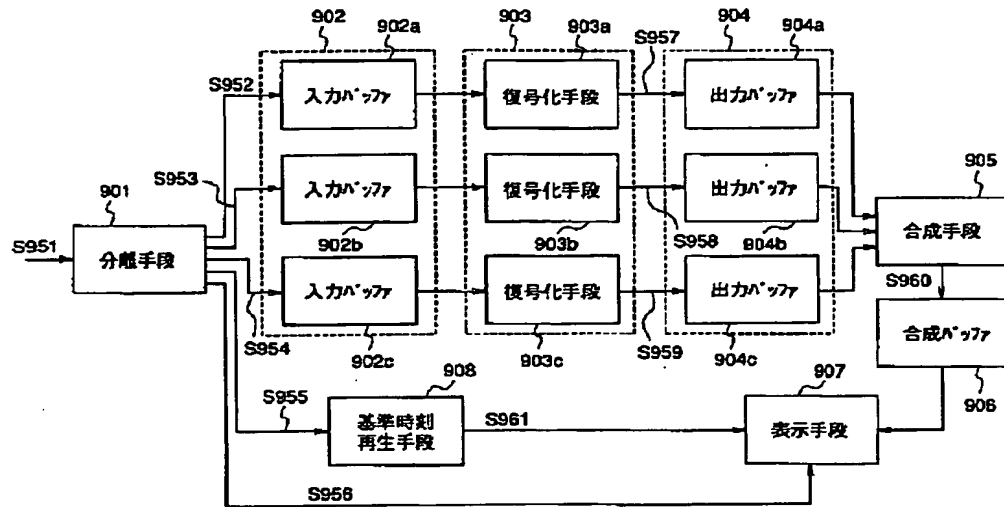 902
902a
903
903a
S957
904
904a
S952
入力バッファ
復号化手段
出力バッファ
S953
901
905
S951
分離手段
入力バッファ
復号化手段
出力バッファ
合成手段
902b
903b
S958
904b
S960
入力バッファ
復号化手段
出力バッファ
合成バッファ
S954
902c
903c
S959
904c
908
907
906
S955
基準時刻
再生手段
S961
表示手段
S956